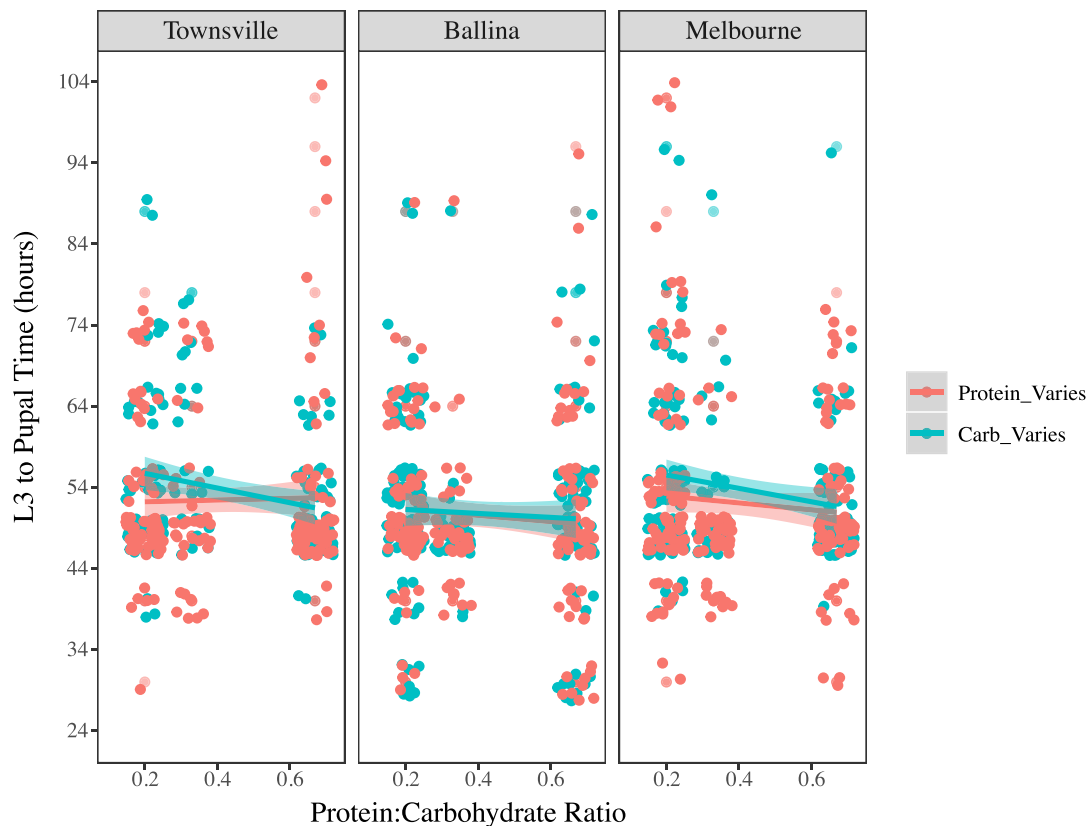 Townsville Ballina Melbourne
L3 to Pupal Time (hours)
104
94
84
74
64
54
44
34
24
0.2 0.4 0.6 0.2 0.4 0.6 0.2 0.4 0.6
Protein:Carbohydrate Ratio
Protein_Varies
Carb_Varies